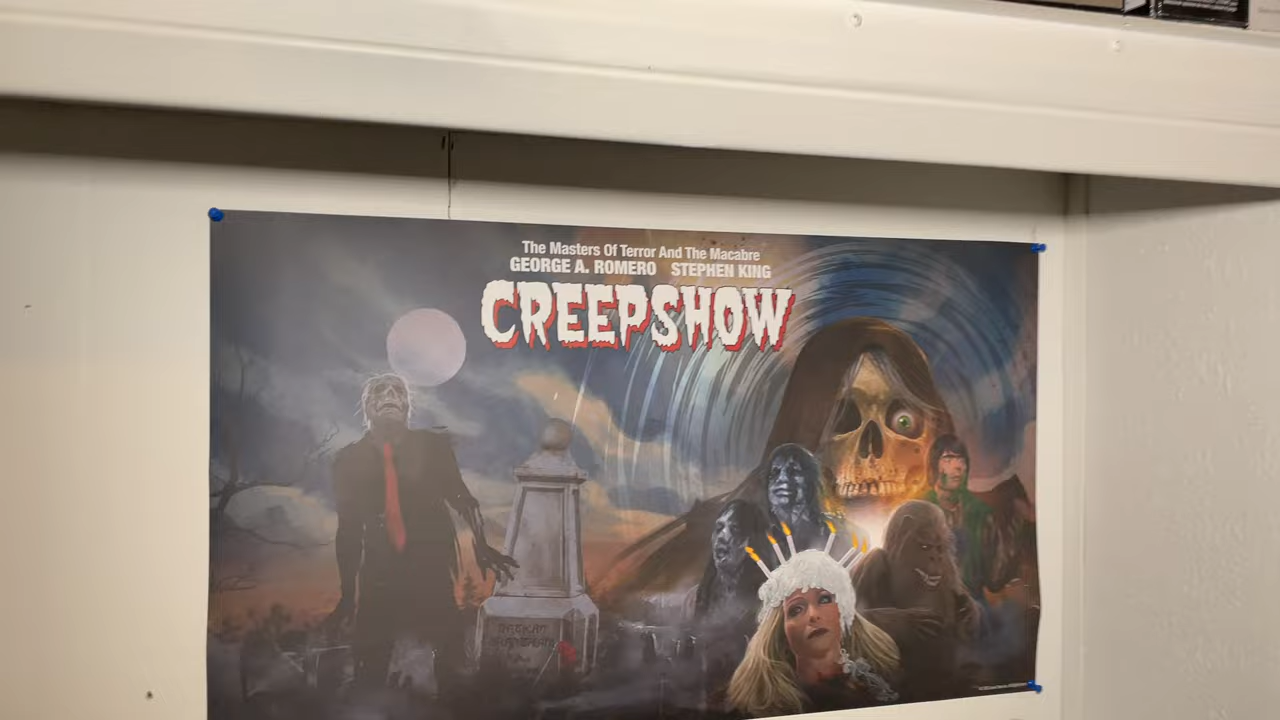 The Masters Of Terror And The Macabre
GEORGE A. ROMERO STEPHEN KING
CREEPSHOW